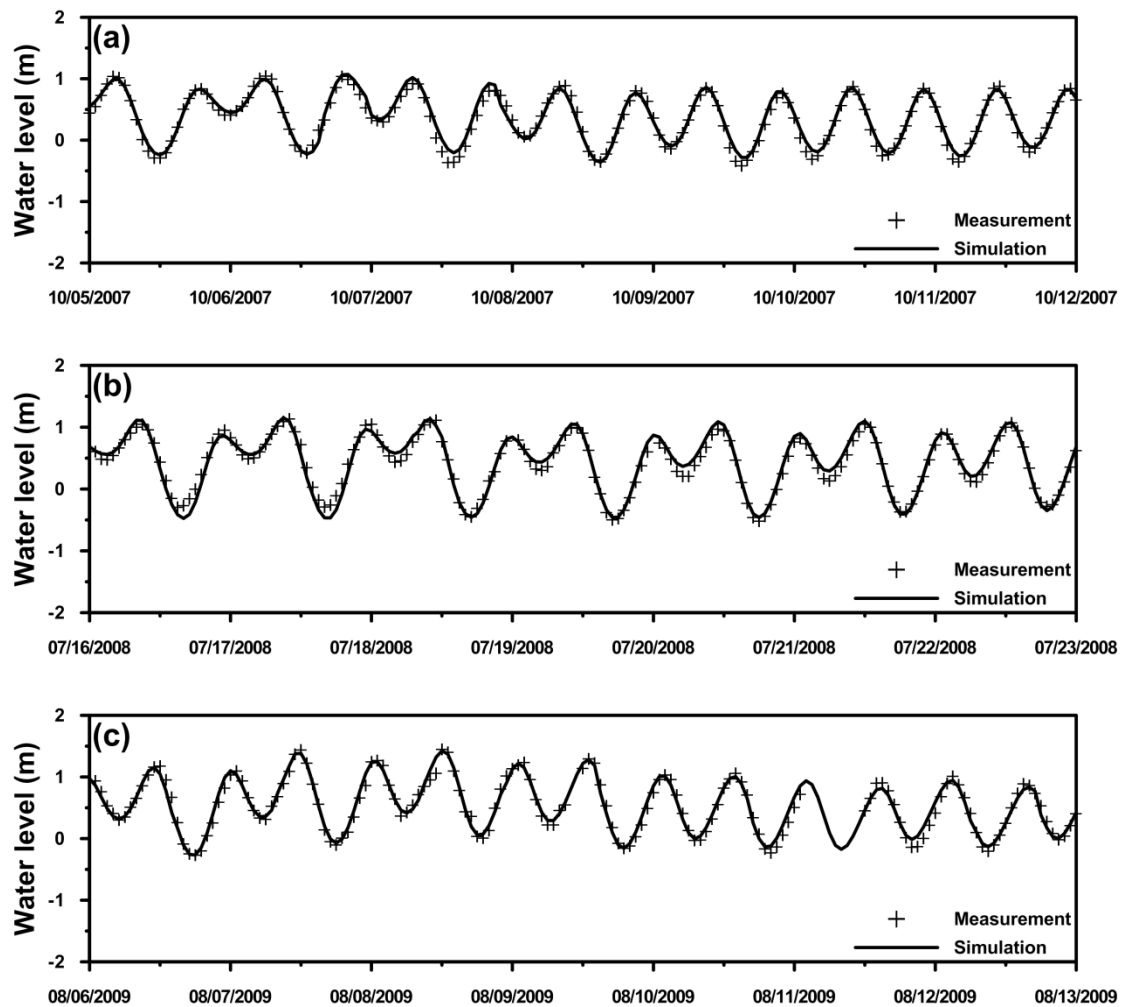 2
(a)
1
0
-1
-2
Water level (m)
Measurement
Simulation
10/05/2007 10/06/2007 10/07/2007 10/08/2007 10/09/2007 10/10/2007 10/11/2007 10/12/2007
2
(b)
1
0
-1
-2
Water level (m)
Measurement
Simulation
07/16/2008 07/17/2008 07/18/2008 07/19/2008 07/20/2008 07/21/2008 07/22/2008 07/23/2008
2
(c)
1
0
-1
-2
Water level (m)
Measurement
Simulation
08/06/2009 08/07/2009 08/08/2009 08/09/2009 08/10/2009 08/11/2009 08/12/2009 08/13/2009